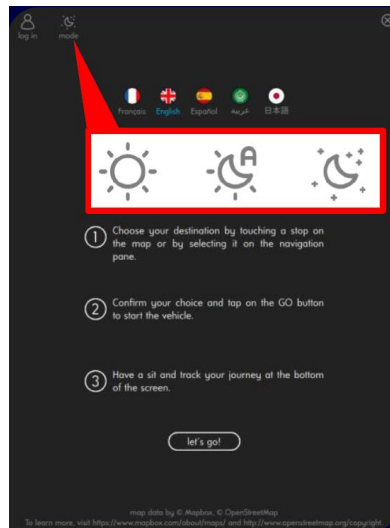 log in
mode
Français English Español عربية 日本語
A
1 Choose your destination by touching a stop on
the map or by selecting it on the navigation
pane.
2 Confirm your choice and tap on the GO button
to start the vehicle.
3 Have a sit and track your journey at the bottom
of the screen.
let's go!
map data by © Mapbox, © OpenStreetMap
To learn more, visit https://www.mapbox.com/about/maps/ and http://www.openstreetmap.org/copyright.